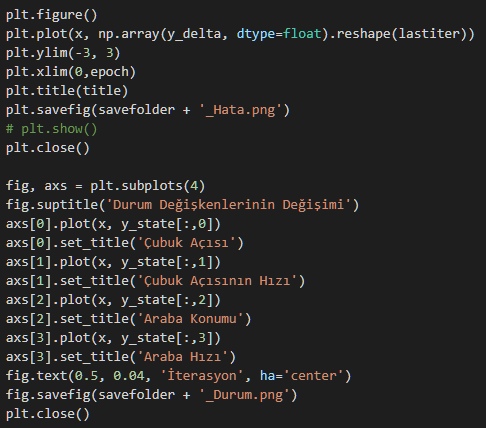 plt.figure()
plt.plot(x, np.array(y_delta, dtype=float).reshape(lastiter))
plt.ylim(-3, 3)
plt.xlim(0,epoch)
plt.title(title)
plt.savefig(savefolder + '_Hata.png')
# plt.show()
plt.close()

fig, axs = plt.subplots(4)
fig.suptitle('Durum Değişkenlerinin Değişimi')
axs[0].plot(x, y_state[:,0])
axs[0].set_title('Çubuk Açısı')
axs[1].plot(x, y_state[:,1])
axs[1].set_title('Çubuk Açısının Hızı')
axs[2].plot(x, y_state[:,2])
axs[2].set_title('Araba Konumu')
axs[3].plot(x, y_state[:,3])
axs[3].set_title('Araba Hızı')
fig.text(0.5, 0.04, 'İterasyon', ha='center')
fig.savefig(savefolder + '_Durum.png')
plt.close()